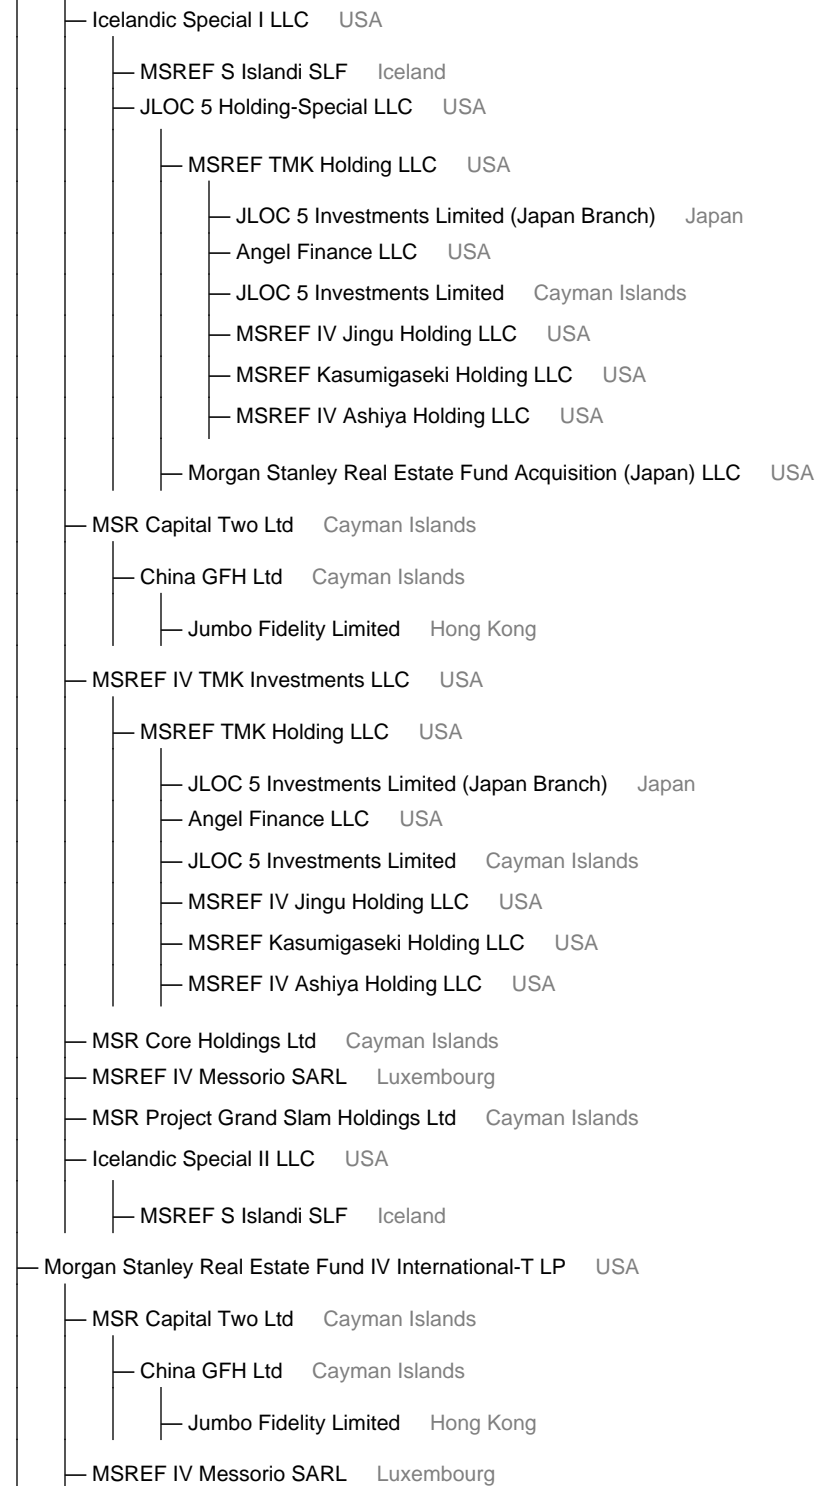 Icelandic Special I LLC USA
MSREF S Islandi SLF Iceland
JLOC 5 Holding-Special LLC USA
MSREF TMK Holding LLC USA
JLOC 5 Investments Limited (Japan Branch) Japan
Angel Finance LLC USA
JLOC 5 Investments Limited Cayman Islands
MSREF IV Jingu Holding LLC USA
MSREF Kasumigaseki Holding LLC USA
MSREF IV Ashiya Holding LLC USA
Morgan Stanley Real Estate Fund Acquisition (Japan) LLC USA
MSR Capital Two Ltd Cayman Islands
China GFH Ltd Cayman Islands
Jumbo Fidelity Limited Hong Kong
MSREF IV TMK Investments LLC USA
MSREF TMK Holding LLC USA
JLOC 5 Investments Limited (Japan Branch) Japan
Angel Finance LLC USA
JLOC 5 Investments Limited Cayman Islands
MSREF IV Jingu Holding LLC USA
MSREF Kasumigaseki Holding LLC USA
MSREF IV Ashiya Holding LLC USA
MSR Core Holdings Ltd Cayman Islands
MSREF IV Messorio SARL Luxembourg
MSR Project Grand Slam Holdings Ltd Cayman Islands
Icelandic Special II LLC USA
MSREF S Islandi SLF Iceland
Morgan Stanley Real Estate Fund IV International-T LP USA
MSR Capital Two Ltd Cayman Islands
China GFH Ltd Cayman Islands
Jumbo Fidelity Limited Hong Kong
MSREF IV Messorio SARL Luxembourg